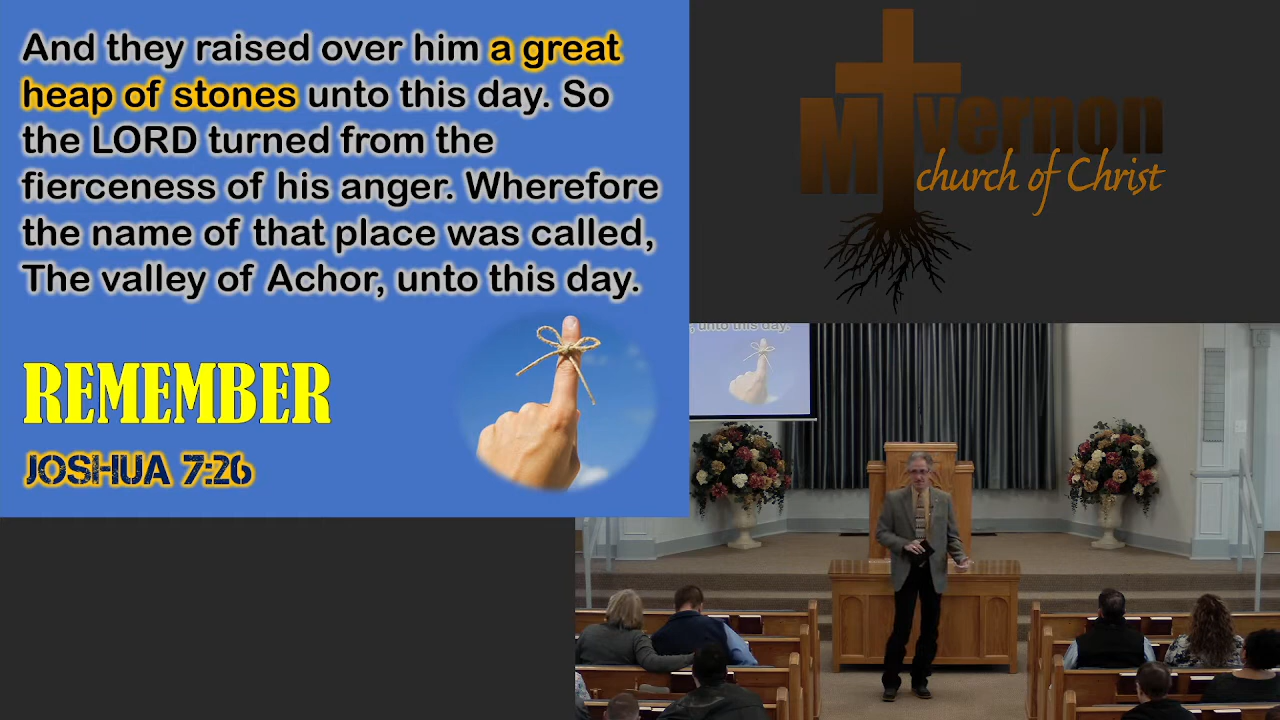 And they raised over him a great
heap of stones unto this day. So
the LORD turned from the
fierceness of his anger. Wherefore
the name of that place was called,
The valley of Achor, unto this day.
REMEMBER
JOSHUA 7:26
MT vernon
church of Christ
, unto this day.